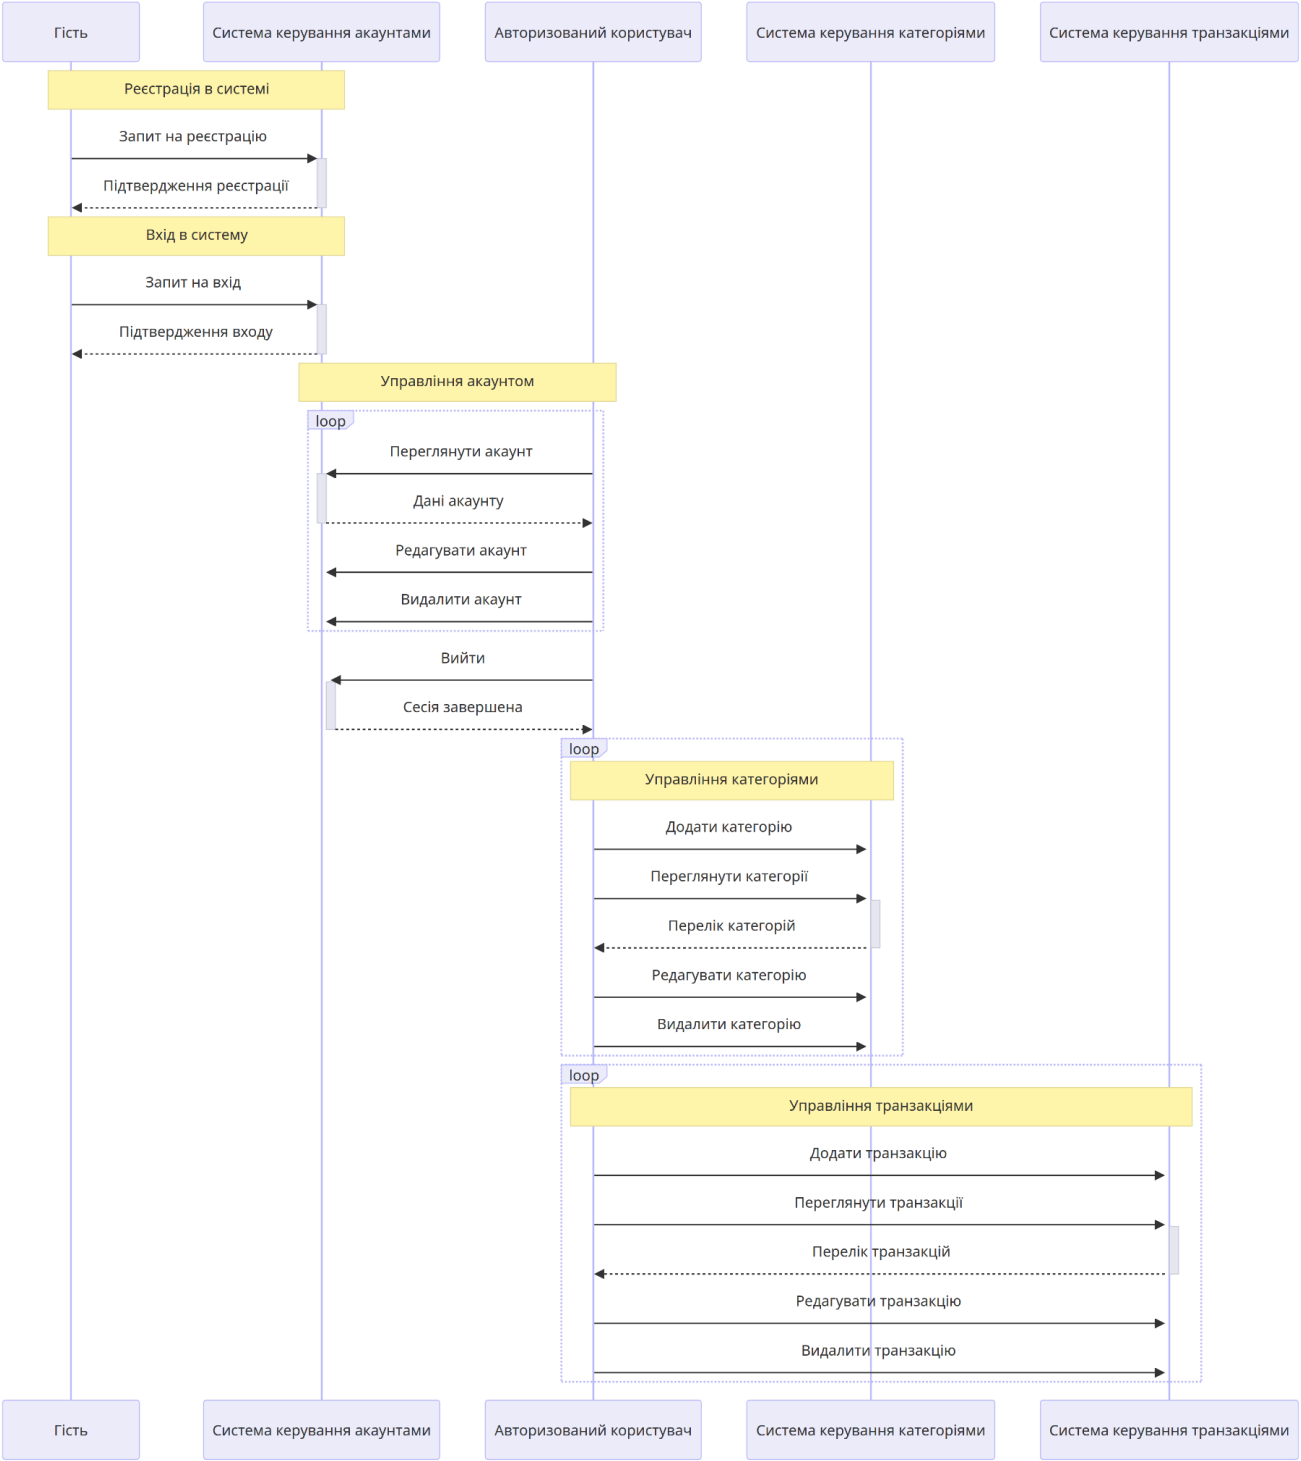 Гість
Система керування акаунтами
Авторизований користувач
Система керування категоріями
Система керування транзакціями
Реєстрація в системі
Запит на реєстрацію
Підтвердження реєстрації
Вхід в систему
Запит на вхід
Підтвердження входу
Управління акаунтом
loop
Переглянути акаунт
Дані акаунту
Редагувати акаунт
Видалити акаунт
Вийти
Сесія завершена
loop
Управління категоріями
Додати категорію
Переглянути категорії
Перелік категорій
Редагувати категорію
Видалити категорію
loop
Управління транзакціями
Додати транзакцію
Переглянути транзакції
Перелік транзакцій
Редагувати транзакцію
Видалити транзакцію
Гість
Система керування акаунтами
Авторизований користувач
Система керування категоріями
Система керування транзакціями